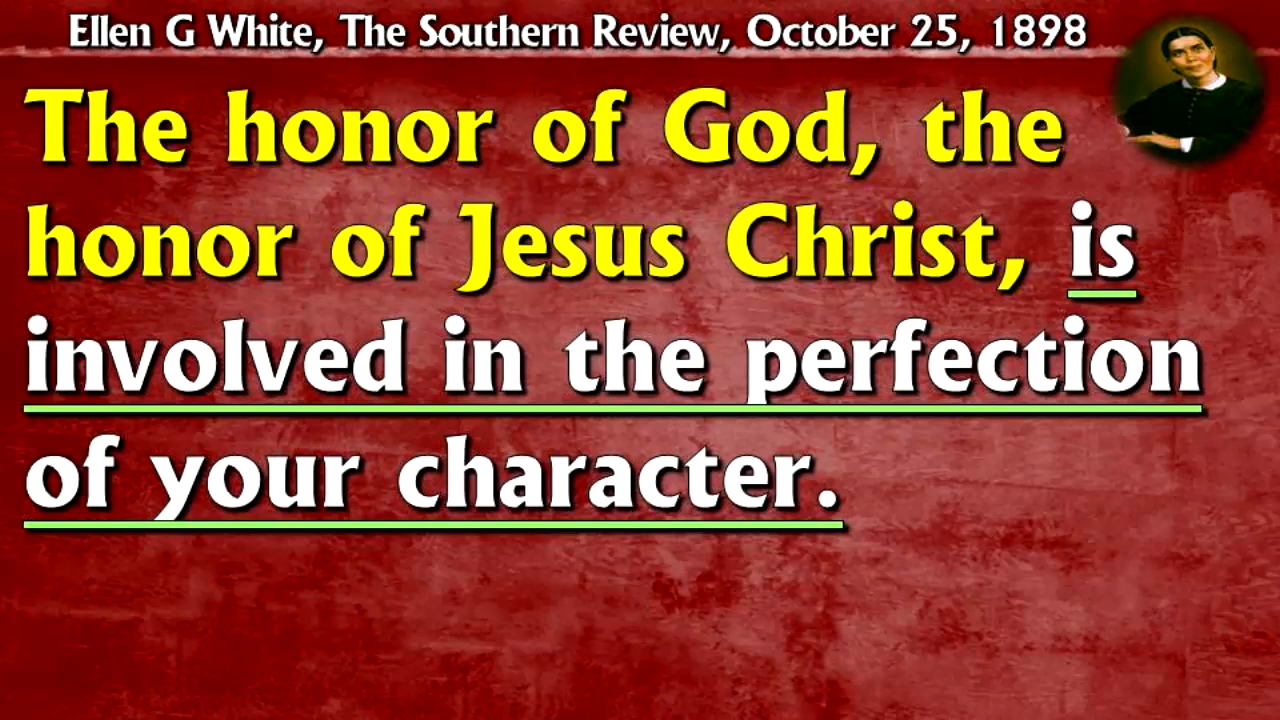 Ellen G White, The Southern Review, October 25, 1898
The honor of God, the
honor of Jesus Christ, is
involved in the perfection
of your character.